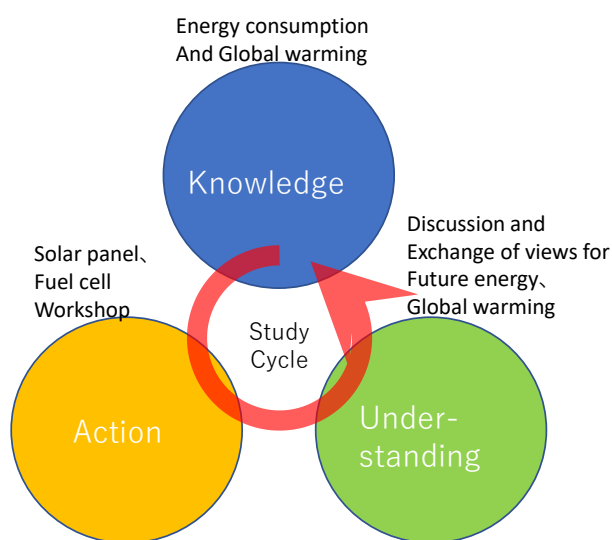 Energy consumption
And Global warming
Knowledge
Discussion and
Exchange of views for
Future energy、
Global warming
Solar panel、
Fuel cell
Workshop
Study
Cycle
Action
Under-
standing